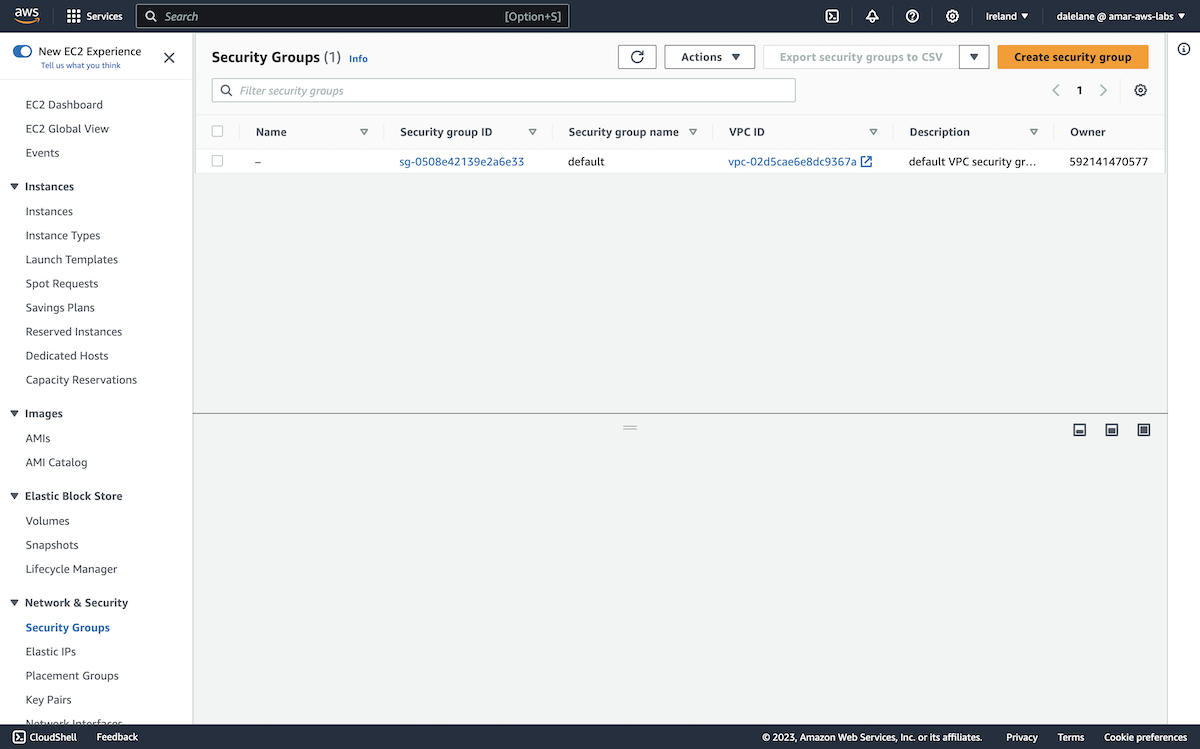 aws
Services
Search
[Option+S]
Ireland ▼
dalelane @ amar-aws-labs ▼
New EC2 Experience
Tell us what you think
EC2 Dashboard
EC2 Global View
Events
Instances
Instances
Instance Types
Launch Templates
Spot Requests
Savings Plans
Reserved Instances
Dedicated Hosts
Capacity Reservations
Images
AMIs
AMI Catalog
Elastic Block Store
Volumes
Snapshots
Lifecycle Manager
Network & Security
Security Groups
Elastic IPs
Placement Groups
Key Pairs
Network Interfaces
Security Groups (1) Info
Actions ▼
Export security groups to CSV
Create security group
Filter security groups
1
Name
Security group ID
Security group name
VPC ID
Description
Owner
–
sg-0508e42139e2a6e33
default
vpc-02d5cae6e8dc9367a
default VPC security gr...
592141470577
CloudShell
Feedback
© 2023, Amazon Web Services, Inc. or its affiliates.
Privacy
Terms
Cookie preferences